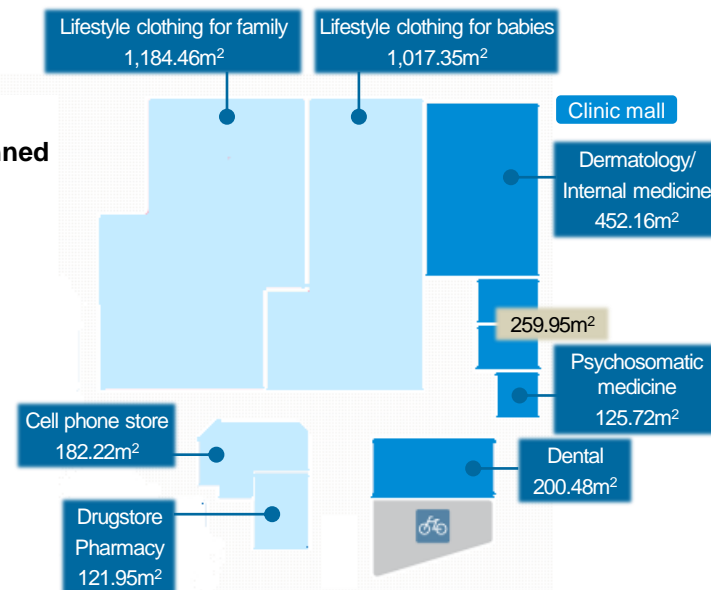 Lifestyle clothing for family
1,184.46m²
Lifestyle clothing for babies
1,017.35m²
Clinic mall
nned
Dermatology/
Internal medicine
452.16m²
259.95m²
Psychosomatic
medicine
125.72m²
Cell phone store
182.22m²
Dental
200.48m²
Drugstore
Pharmacy
121.95m²